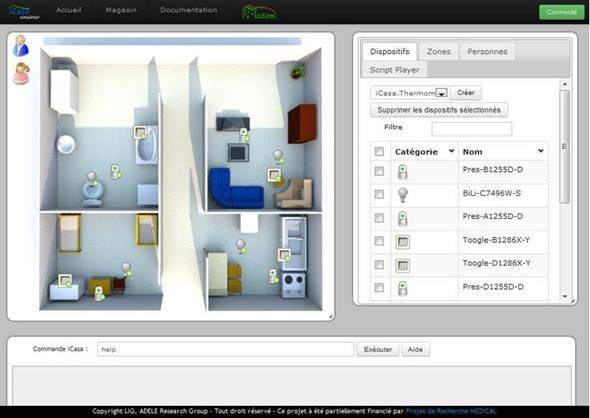 iCasa
simulator
Accueil Magasin Documentation
Medical
Connecté
Dispositifs Zones Personnes
Script Player
iCasa.Thermom Créer
Supprimer les dispositifs sélectionnés
Filtre
Catégorie Nom
Pres-B1255D-D
BiLi-C7496W-S
Pres-A1255D-D
Toogle-B1286X-Y
Toogle-D1286X-Y
Pres-D1255D-D
Commande iCasa : help Exécuter Aide
Copyright LIG, ADELE Research Group - Tout droit réservé - Ce projet à été partiellement financié par Projet de Recherche MEDICAL